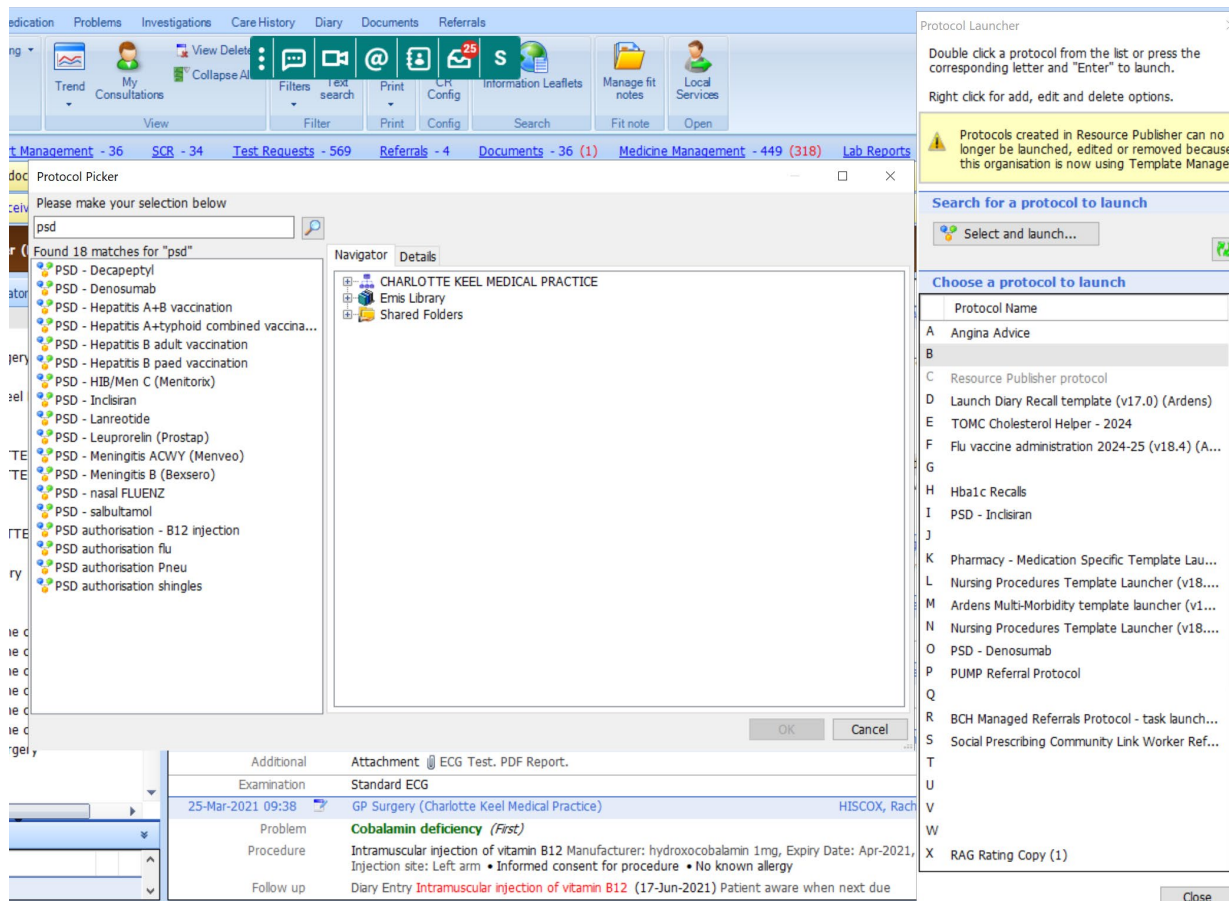 edication Problems Investigations Care History Diary Documents Referrals
ng
Trend
My Consultations
View Delete
Collapse Al
View
25
S
Filters
Text search
Filter
Print
Print
CR Config
Config
Information Leaflets
Search
Manage fit notes
Fit note
Local Services
Open
t Management - 36 SCR - 34 Test Requests - 569 Referrals - 4 Documents - 36 (1) Medicine Management - 449 (318) Lab Reports
Protocol Picker
Please make your selection below
psd
Found 18 matches for "psd"
PSD - Decapeptyl
PSD - Denosumab
PSD - Hepatitis A+B vaccination
PSD - Hepatitis A+typhoid combined vaccina...
PSD - Hepatitis B adult vaccination
PSD - Hepatitis B paed vaccination
PSD - HIB/Men C (Menitorix)
PSD - Inclisiran
PSD - Lanreotide
PSD - Leuprorelin (Prostap)
PSD - Meningitis ACWY (Menveo)
PSD - Meningitis B (Bexsero)
PSD - nasal FLUENZ
PSD - salbultamol
PSD authorisation - B12 injection
PSD authorisation flu
PSD authorisation Pneu
PSD authorisation shingles
Navigator Details
CHARLOTTE KEEL MEDICAL PRACTICE
Emis Library
Shared Folders
OK Cancel
Additional Attachment ECG Test. PDF Report.
Examination Standard ECG
25-Mar-2021 09:38 GP Surgery (Charlotte Keel Medical Practice) HISCOX, Rach
Problem Cobalamin deficiency (First)
Procedure Intramuscular injection of vitamin B12 Manufacturer: hydroxocobalamin 1mg, Expiry Date: Apr-2021,
Injection site: Left arm • Informed consent for procedure • No known allergy
Follow up Diary Entry Intramuscular injection of vitamin B12 (17-Jun-2021) Patient aware when next due
Protocol Launcher
Double click a protocol from the list or press the
corresponding letter and "Enter" to launch.
Right click for add, edit and delete options.
Protocols created in Resource Publisher can no
longer be launched, edited or removed because
this organisation is now using Template Manage
Search for a protocol to launch
Select and launch...
Choose a protocol to launch
Protocol Name
A Angina Advice
B
C Resource Publisher protocol
D Launch Diary Recall template (v17.0) (Ardens)
E TOMC Cholesterol Helper - 2024
F Flu vaccine administration 2024-25 (v18.4) (A...
G
H Hba1c Recalls
I PSD - Inclisiran
J
K Pharmacy - Medication Specific Template Lau...
L Nursing Procedures Template Launcher (v18....
M Ardens Multi-Morbidity template launcher (v1...
N Nursing Procedures Template Launcher (v18....
O PSD - Denosumab
P PUMP Referral Protocol
Q
R BCH Managed Referrals Protocol - task launch...
S Social Prescribing Community Link Worker Ref...
T
U
V
W
X RAG Rating Copy (1)
Close